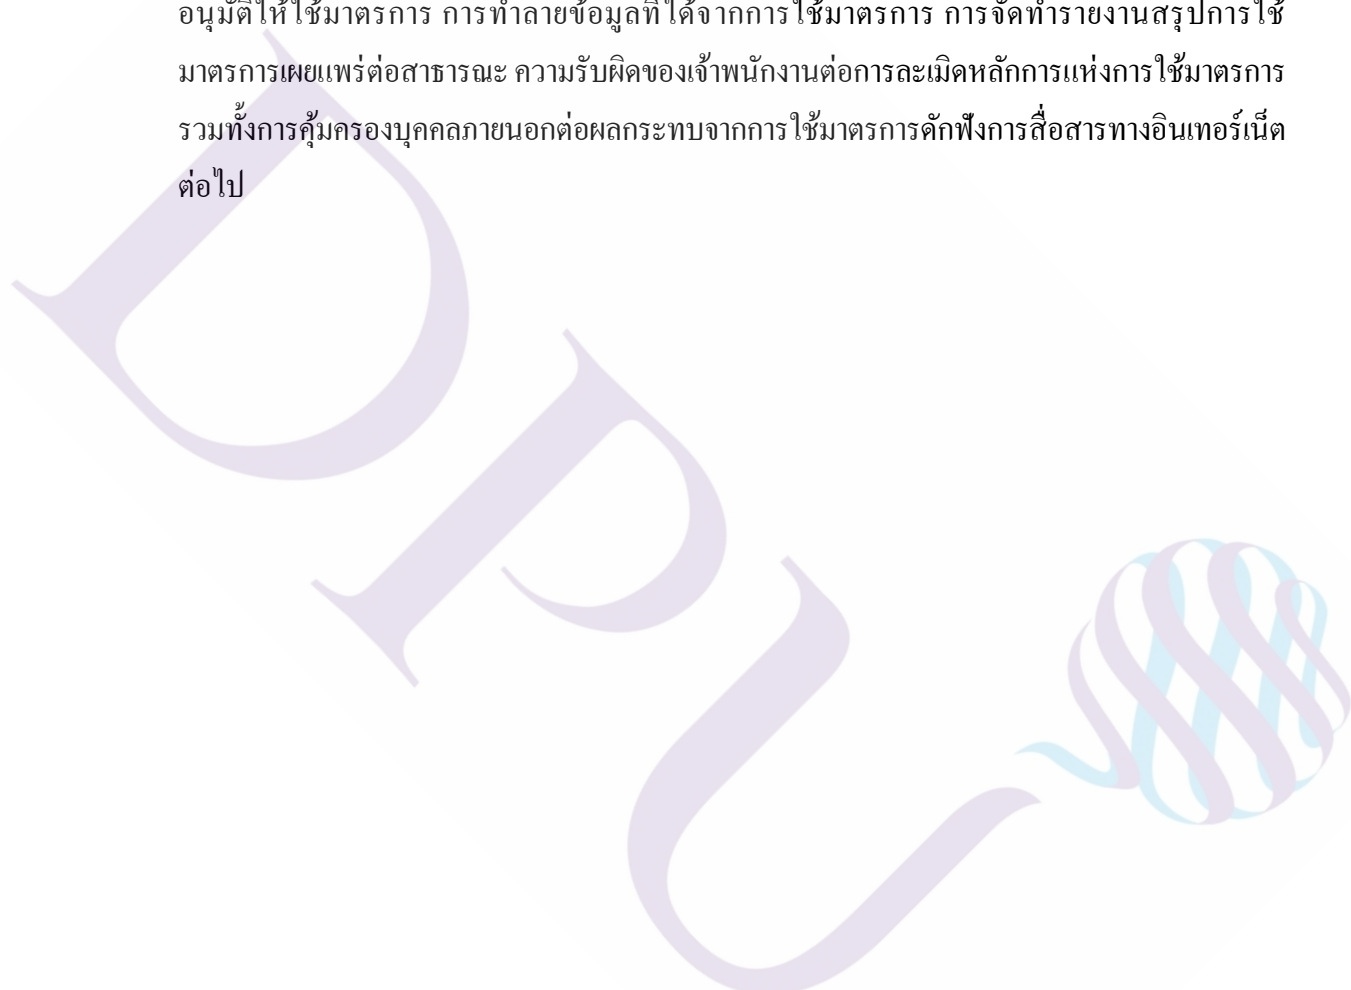 อนุมัติให้ใช้มาตรการ การทำลายข้อมูลที่ได้จากการใช้มาตรการ การจัดทำรายงานสรุปการใช้
มาตรการเผยแพร่ต่อสาธารณะ ความรับผิดของเจ้าพนักงานต่อการละเมิดหลักการแห่งการใช้มาตรการ
รวมทั้งการคุ้มครองบุคคลภายนอกต่อผลกระทบจากการใช้มาตรการดักฟังการสื่อสารทางอินเทอร์เน็ต
ต่อไป
DPU